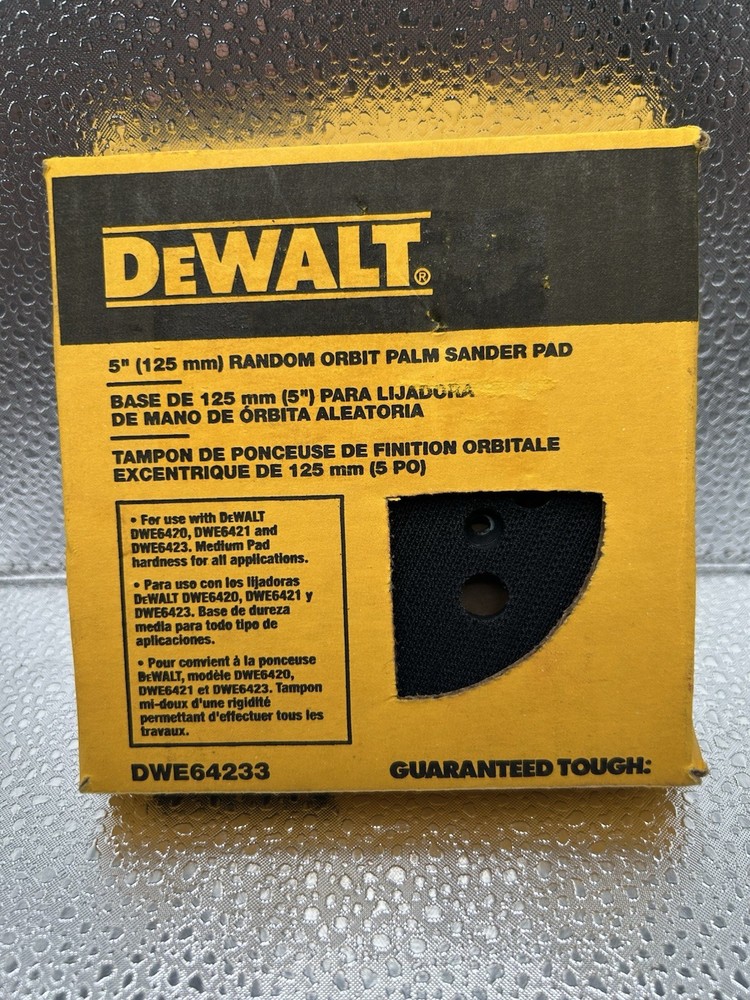 DEWALT®
5" (125 mm) RANDOM ORBIT PALM SANDER PAD
BASE DE 125 mm (5") PARA LIJADORA
DE MANO DE ÓRBITA ALEATORIA
TAMPON DE PONCEUSE DE FINITION ORBITALE
EXCENTRIQUE DE 125 mm (5 PO)
• For use with DEWALT
DWE6420, DWE6421 and
DWE6423. Medium Pad
hardness for all applications.
• Para uso con los lijadoras
DEWALT DWE6420, DWE6421 y
DWE6423. Base de dureza
media para todo tipo de
aplicaciones.
• Pour convient à la ponceuse
DEWALT, modèle DWE6420,
DWE6421 et DWE6423. Tampon
mi-doux d'une rigidité
permettant d'effectuer tous les
travaux.
DWE64233
GUARANTEED TOUGH.